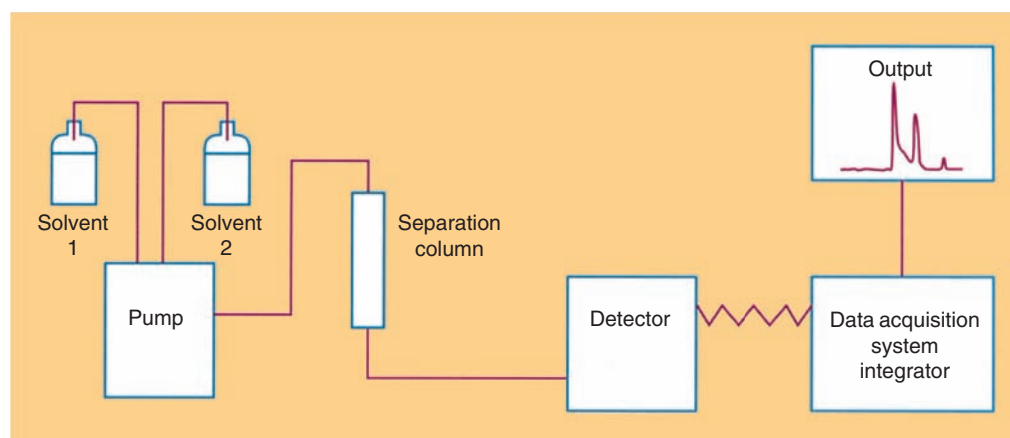 Output
Solvent
1
Solvent
2
Separation
column
Pump
Detector
Data acquisition
system
integrator